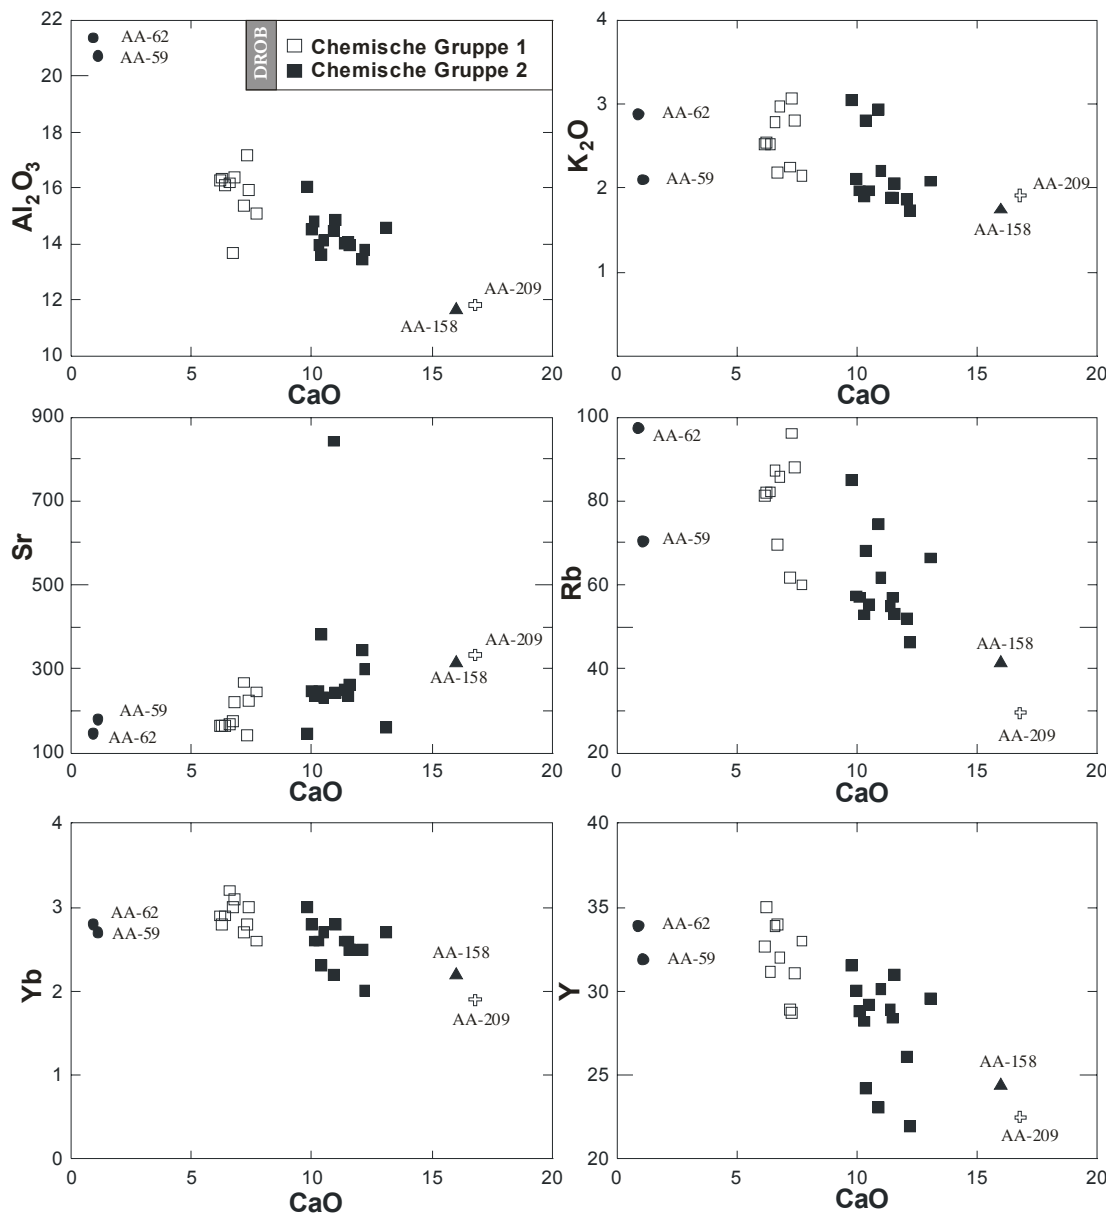 22
20
18
16
14
12
10
Al2O3
AA-62
AA-59
DROB
Chemische Gruppe 1
Chemische Gruppe 2
AA-209
AA-158
0
5
10
15
20
CaO
4
3
2
1
K2O
AA-62
AA-59
AA-209
AA-158
0
5
10
15
20
CaO
900
700
500
300
100
Sr
AA-59
AA-62
AA-209
AA-158
0
5
10
15
20
CaO
100
80
60
40
20
Rb
AA-62
AA-59
AA-158
AA-209
0
5
10
15
20
CaO
4
3
2
1
0
Yb
AA-62
AA-59
AA-158
AA-209
0
5
10
15
20
CaO
40
35
30
25
20
Y
AA-62
AA-59
AA-158
AA-209
0
5
10
15
20
CaO